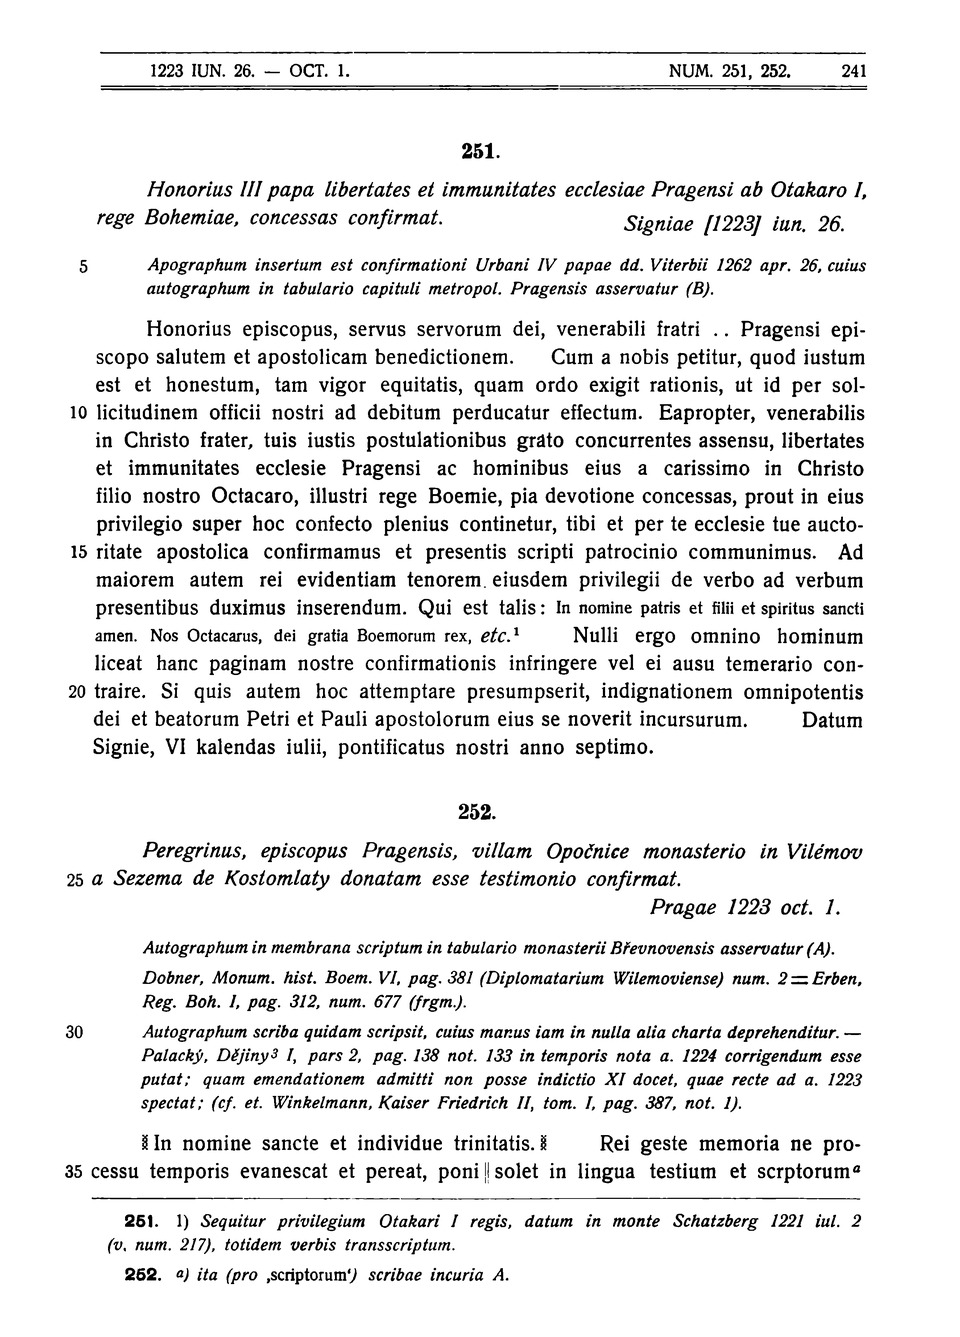 1223 IUN. 26. — OCT. 1. NUM. 251, 252. 241
251.
Honorius III papa libertates et immunitates ecclesiae Pragensi ab Otakaro I,
rege Bohemiae, concessas confirmat. Signiae [1223] iun. 26.
5 Apographum insertum est confirmationi Urbani IV papae dd. Viterbii 1262 apr. 26, cuius
autographum in tabulario capituli metropol. Pragensis asservatur (B).
Honorius episcopus, servus servorum dei, venerabili fratri .. Pragensi epi-
scopo salutem et apostolicam benedictionem. Cum a nobis petitur, quod iustum
est et honestum, tam vigor equitatis, quam ordo exigit rationis, ut id per sol-
10 licitudinem officii nostri ad debitum perducatur effectum. Eapropter, venerabilis
in Christo frater, tuis iustis postulationibus grato concurrentes assensu, libertates
et immunitates ecclesie Pragensi ac hominibus eius a carissimo in Christo
filio nostro Octacaro, illustri rege Boemie, pia devotione concessas, prout in eius
privilegio super hoc confecto plenius continetur, tibi et per te ecclesie tue aucto-
15 ritate apostolica confirmamus et presentis scripti patrocinio communimus. Ad
maiorem autem rei evidentiam tenorem eiusdem privilegii de verbo ad verbum
presentibus duximus inserendum. Qui est talis: In nomine patris et filii et spiritus sancti
amen. Nos Octacarus, dei gratia Boemorum rex, etc.¹ Nulli ergo omnino hominum
liceat hanc paginam nostre confirmationis infringere vel ei ausu temerario con-
20 traire. Si quis autem hoc attemptare presumpserit, indignationem omnipotentis
dei et beatorum Petri et Pauli apostolorum eius se noverit incursurum. Datum
Signie, VI kalendas iulii, pontificatus nostri anno septimo.
252.
Peregrinus, episcopus Pragensis, villam Opočnice monasterio in Vilémov
25 a Sezema de Kostomlaty donatam esse testimonio confirmat.
Pragae 1223 oct. 1.
Autographum in membrana scriptum in tabulario monasterii Břevnovensis asservatur (A).
Dobner, Monum. hist. Boem. VI, pag. 381 (Diplomatarium Wilemoviense) num. 2 = Erben,
Reg. Boh. I, pag. 312, num. 677 (frgm.).
30 Autographum scriba quidam scripsit, cuius manus iam in nulla alia charta deprehenditur. —
Palacký, Dějiny³ I, pars 2, pag. 138 not. 133 in temporis nota a. 1224 corrigendum esse
putat; quam emendationem admitti non posse indictio XI docet, quae recte ad a. 1223
spectat; (cf. et. Winkelmann, Kaiser Friedrich II, tom. I, pag. 387, not. 1).
⁑ In nomine sancte et individue trinitatis. ⁑ Rei geste memoria ne pro-
35 cessu temporis evanescat et pereat, poni || solet in lingua testium et scrptorumᵃ
251. 1) Sequitur privilegium Otakari I regis, datum in monte Schatzberg 1221 iul. 2
(v. num. 217), totidem verbis transscriptum.
252. a) ita (pro ‚scriptorum‘) scribae incuria A.